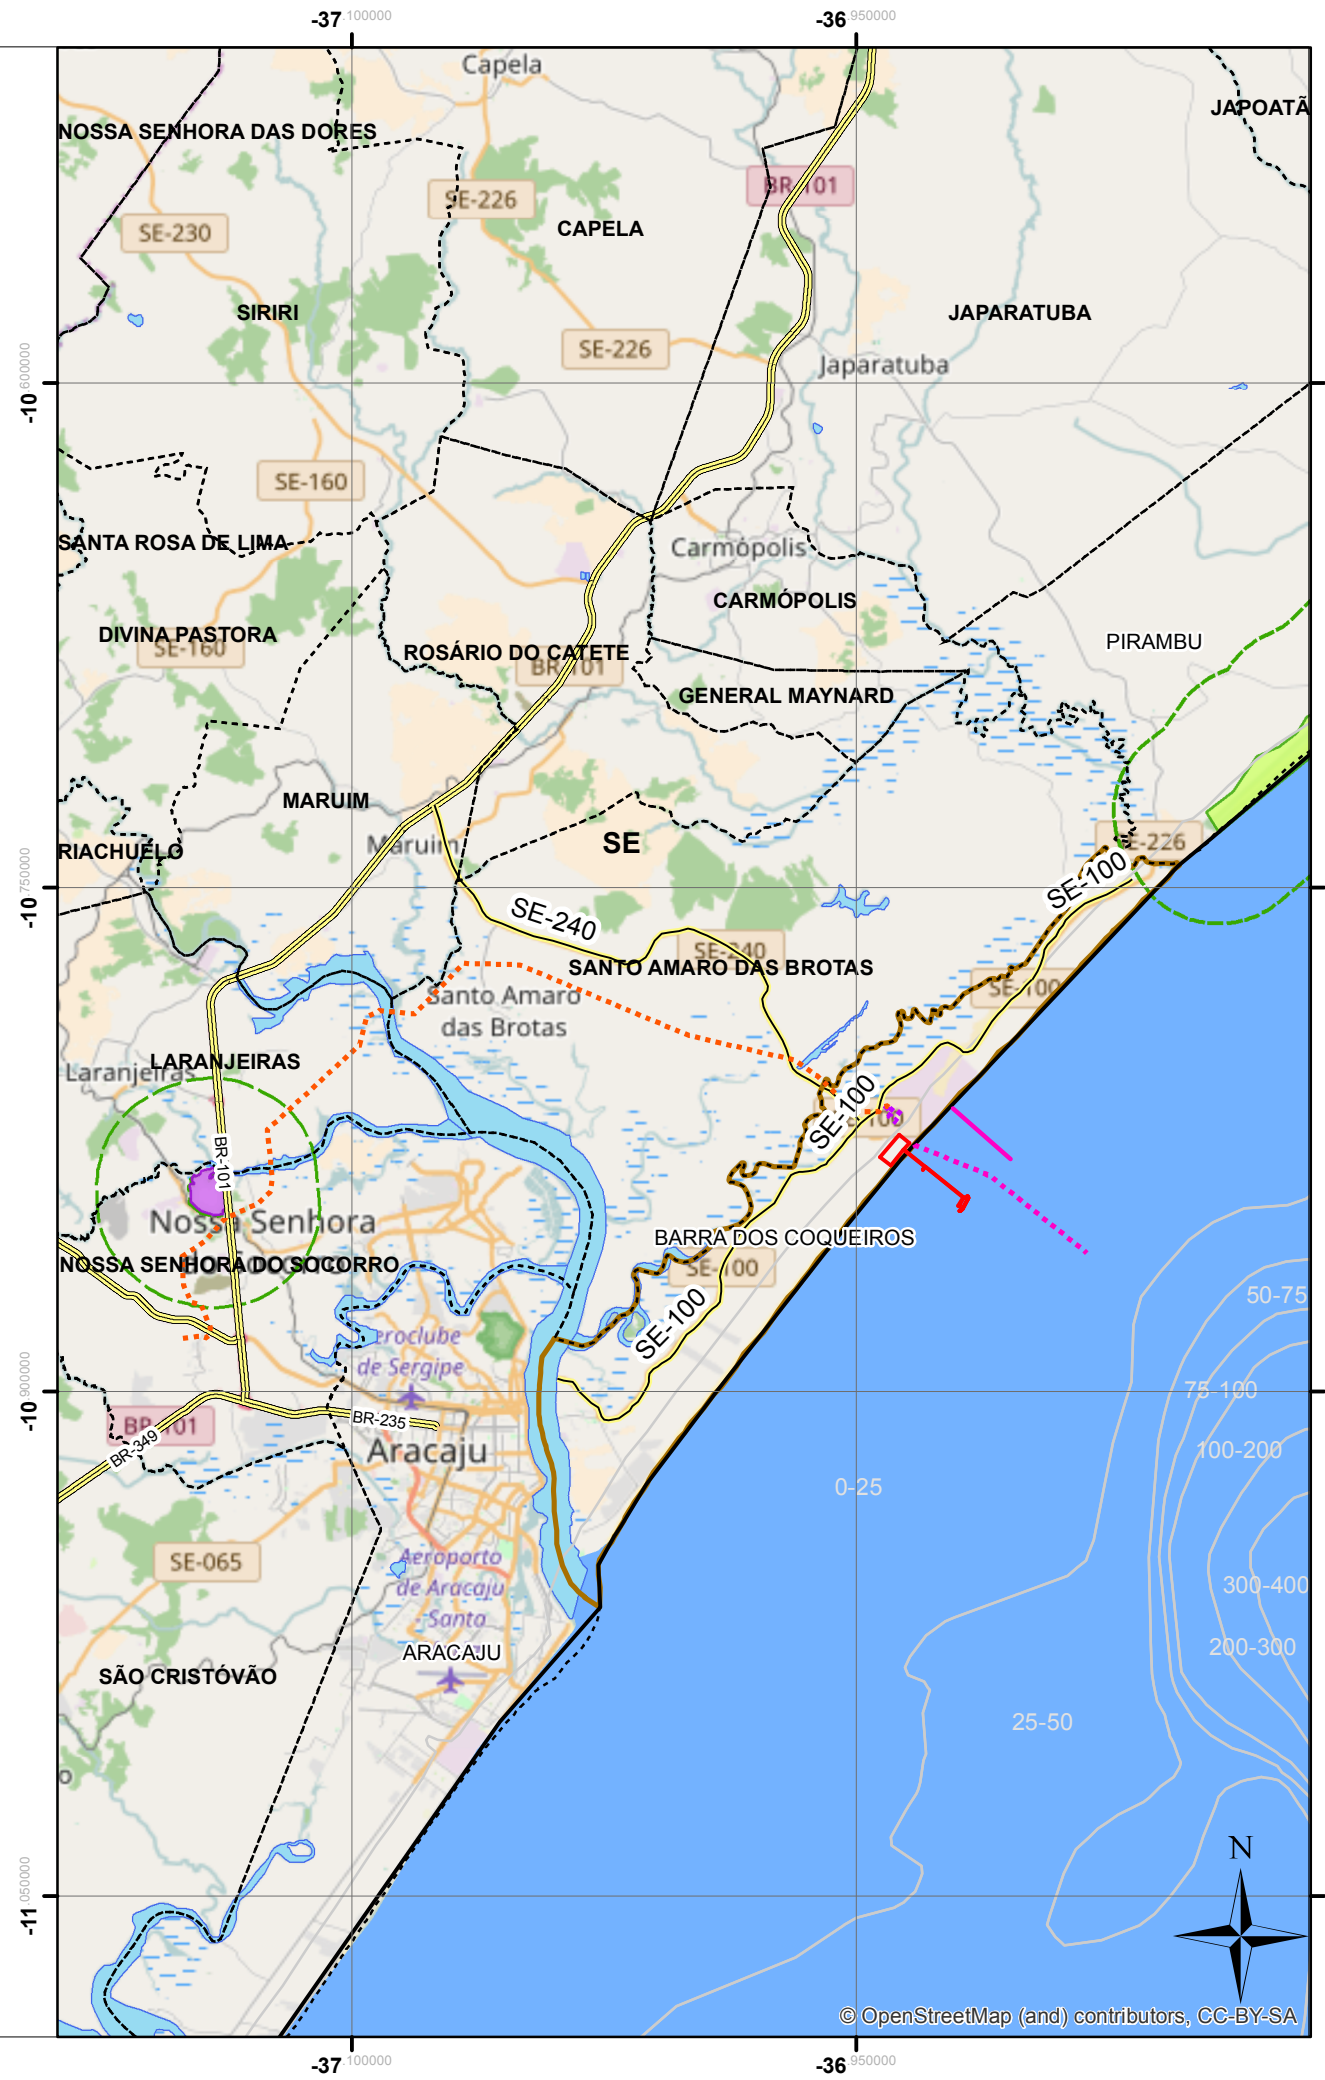 -37.100000
-36.950000
Capela
JAPOATÃ
NOSSA SENHORA DAS DORES
BR-101
SE-226
CAPELA
SE-230
SIRIRI
JAPARATUBA
SE-226
Japaratuba
-10.600000
SE-160
SANTA ROSA DE LIMA
Carmópolis
CARMÓPOLIS
DIVINA PASTORA
SE-160
PIRAMBU
ROSÁRIO DO CATETE
BR-101
GENERAL MAYNARD
MARUIM
Maruim
SE
SE-226
RIACHUELO
-10.750000
SE-100
SE-240
SE-240
SANTO AMARO DAS BROTAS
SE-100
Santo Amaro
das Brotas
LARANJEIRAS
Laranjeiras
SE-100
BR-101
Nossa Senhora
BARRA DOS COQUEIROS
NOSSA SENHORA DO SOCORRO
SE-100
50-75
SE-100
eroclube
de Sergipe
-10.900000
75-100
BR-101
BR-235
BR-349
Aracaju
100-200
0-25
SE-065
Aeroporto
de Aracaju
- Santa
300-400
ARACAJU
200-300
SÃO CRISTÓVÃO
25-50
o
N
-11.050000
© OpenStreetMap (and) contributors, CC-BY-SA
-37.100000
-36.950000